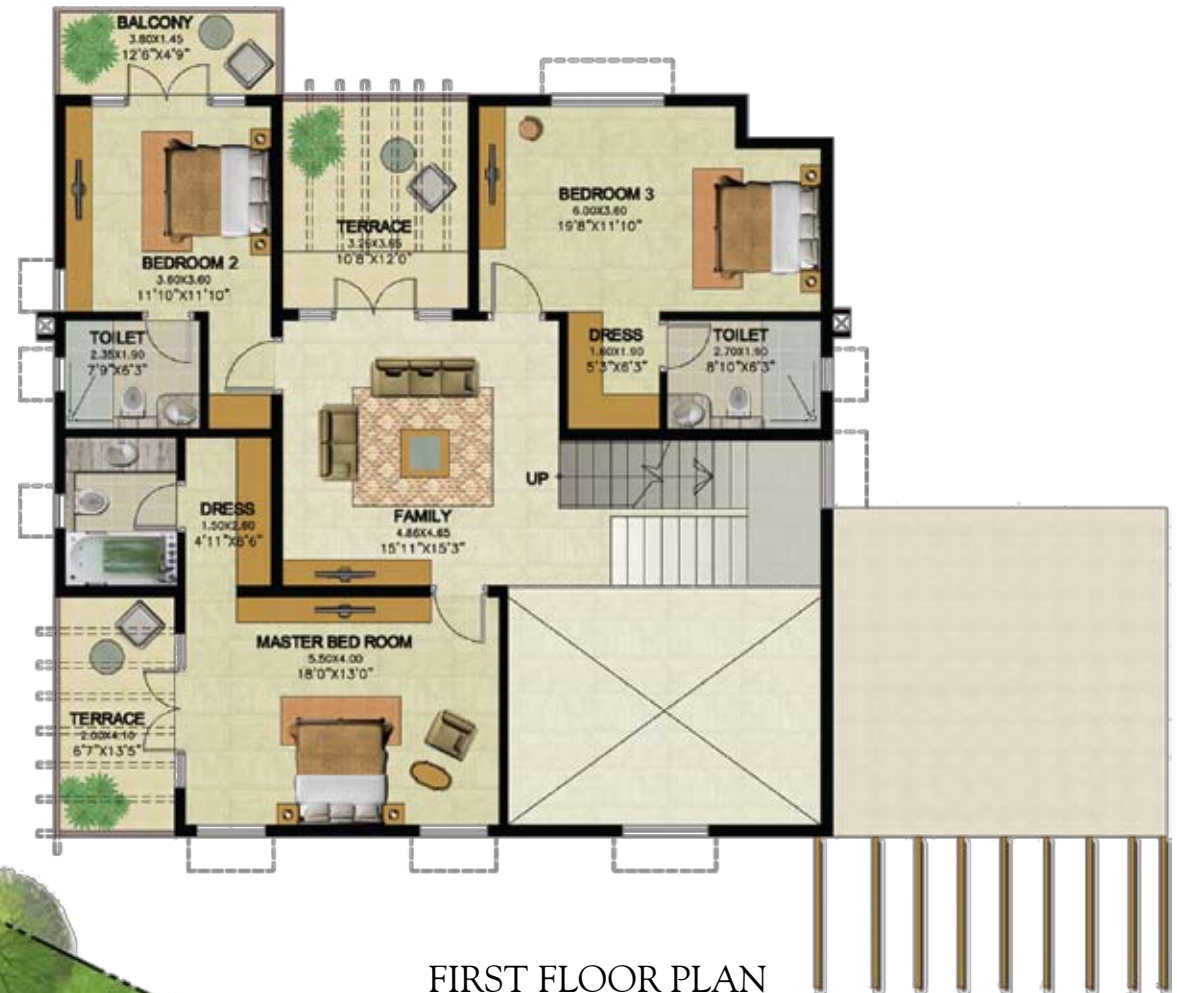 BALCONY
3.80X1.45
12'6"X4'9"
BEDROOM 2
3.60X3.60
11'10"X11'10"
TERRACE
3.26X3.65
10'8"X12'0"
BEDROOM 3
6.00X3.60
19'8"X11'10"
TOILET
2.35X1.90
7'9"X6'3"
DRESS
1.60X1.90
5'3"X6'3"
TOILET
2.70X1.90
8'10"X6'3"
UP
DRESS
1.50X2.60
4'11"X8'6"
FAMILY
4.86X4.65
15'11"X15'3"
MASTER BED ROOM
5.50X4.00
18'0"X13'0"
TERRACE
2.00X4.10
6'7"X13'5"
FIRST FLOOR PLAN